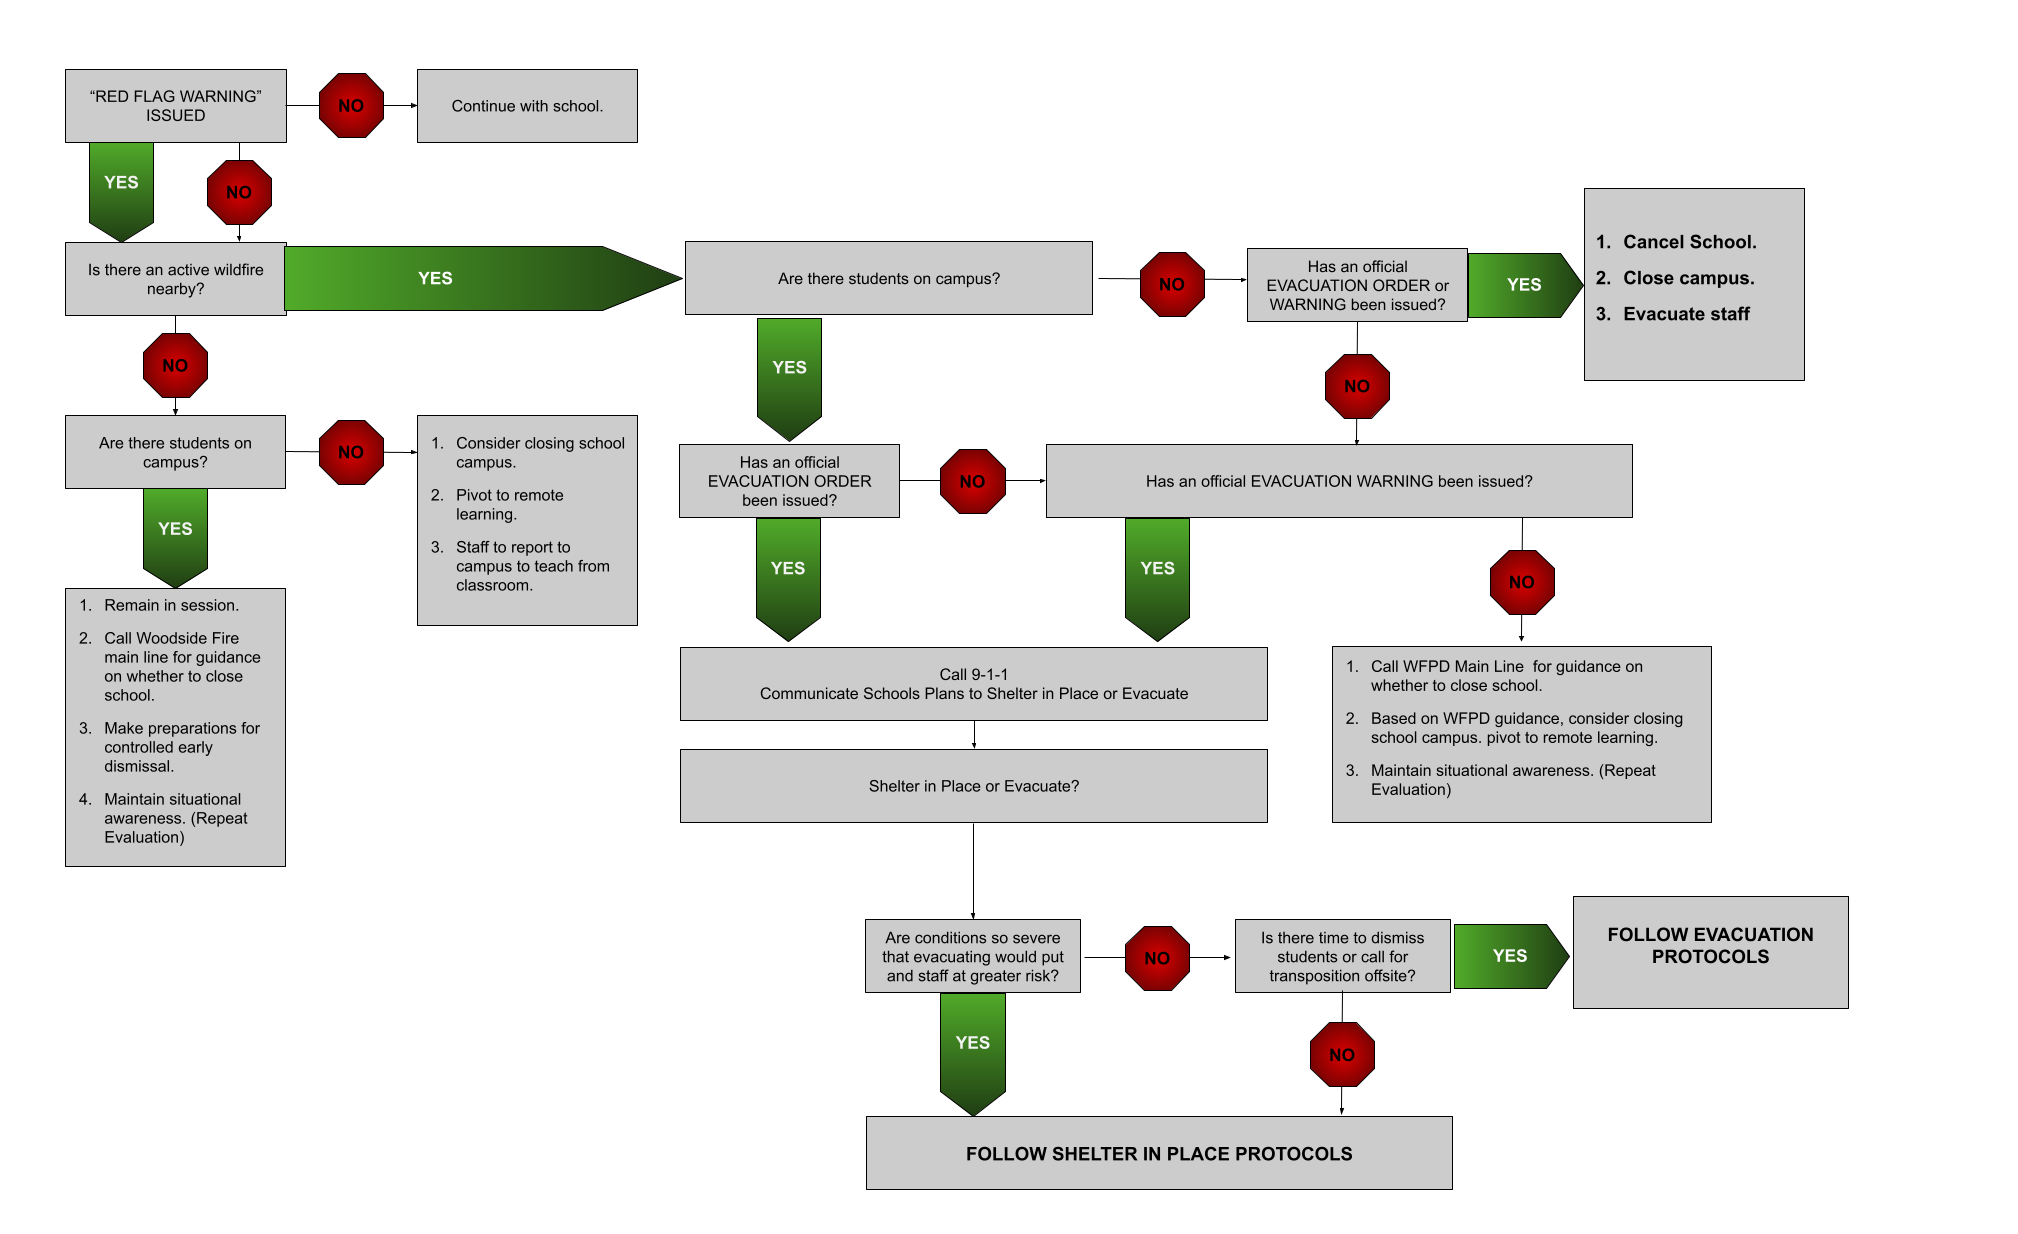 “RED FLAG WARNING”
ISSUED
NO
Continue with school.
YES
NO
Is there an active wildfire
nearby?
YES
Are there students on campus?
NO
Has an official
EVACUATION ORDER or
WARNING been issued?
YES
1. Cancel School.
2. Close campus.
3. Evacuate staff
NO
YES
NO
Are there students on
campus?
NO
1. Consider closing school
campus.
2. Pivot to remote
learning.
3. Staff to report to
campus to teach from
classroom.
Has an official
EVACUATION ORDER
been issued?
NO
Has an official EVACUATION WARNING been issued?
YES
YES
YES
NO
1. Remain in session.
2. Call Woodside Fire
main line for guidance
on whether to close
school.
3. Make preparations for
controlled early
dismissal.
4. Maintain situational
awareness. (Repeat
Evaluation)
Call 9-1-1
Communicate Schools Plans to Shelter in Place or Evacuate
1. Call WFPD Main Line  for guidance on
whether to close school.
2. Based on WFPD guidance, consider closing
school campus. pivot to remote learning.
3. Maintain situational awareness. (Repeat
Evaluation)
Shelter in Place or Evacuate?
Are conditions so severe
that evacuating would put
and staff at greater risk?
NO
Is there time to dismiss
students or call for
transposition offsite?
YES
FOLLOW EVACUATION
PROTOCOLS
YES
NO
FOLLOW SHELTER IN PLACE PROTOCOLS